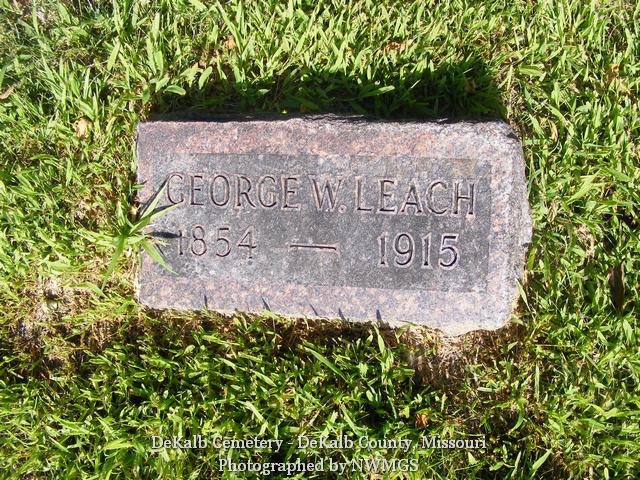 GEORGE W. LEACH
1854 — 1915
DeKalb Cemetery - DeKalb County, Missouri
Photographed by NWMGS